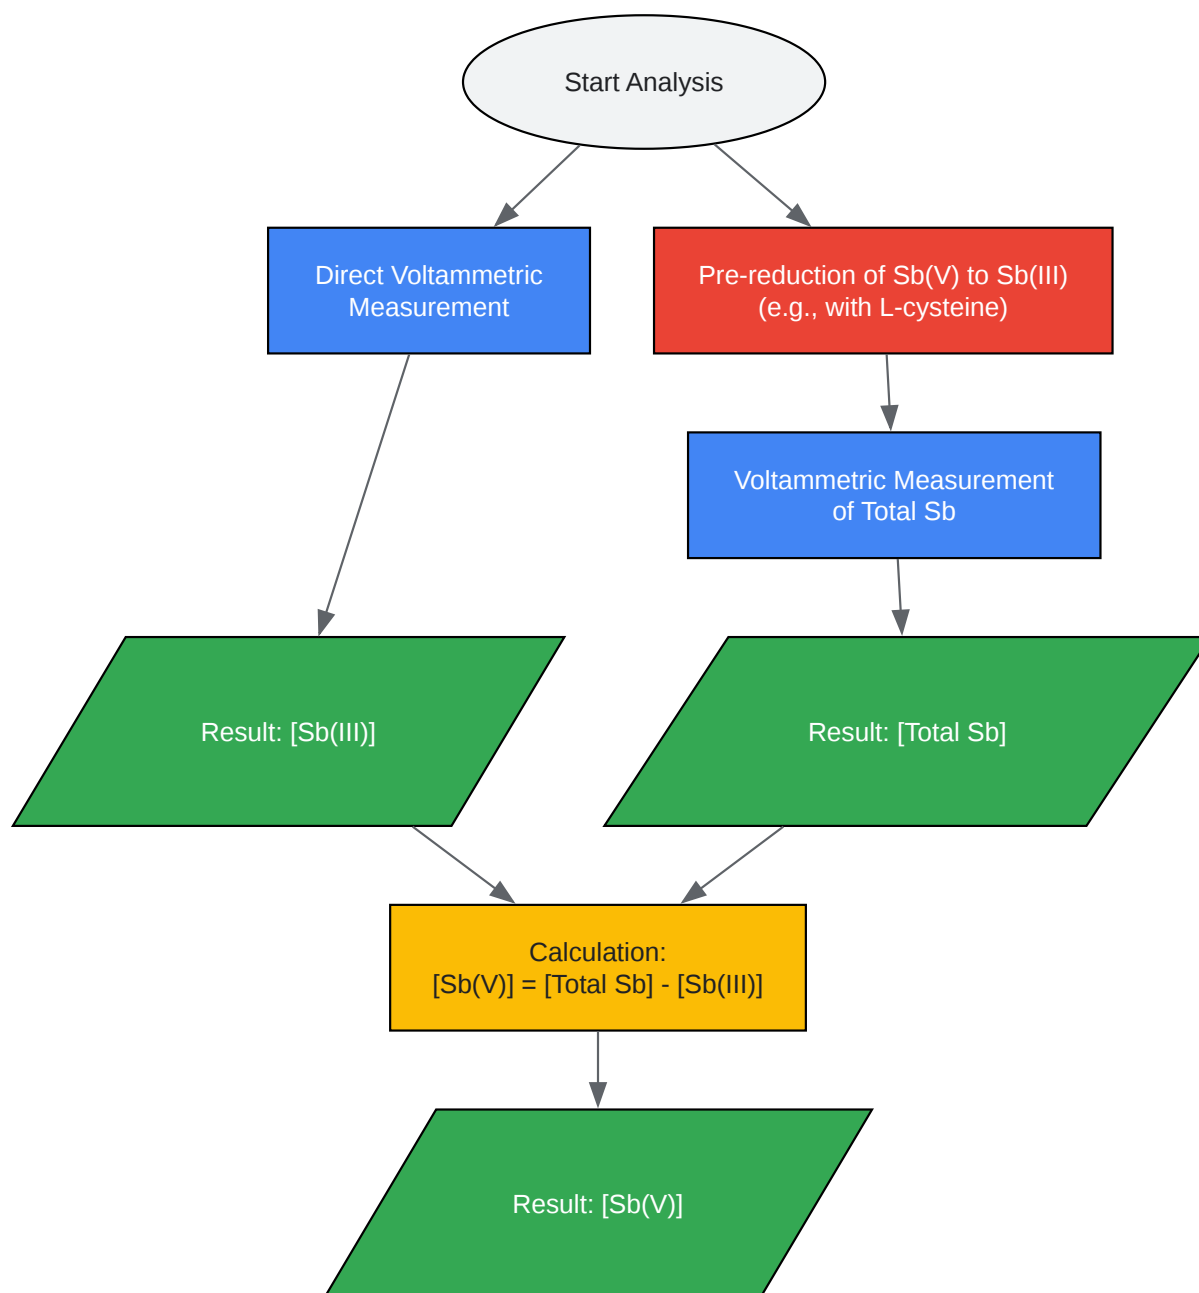 Start Analysis
Direct Voltammetric
Measurement
Pre-reduction of Sb(V) to Sb(III)
(e.g., with L-cysteine)
Voltammetric Measurement
of Total Sb
Result: [Sb(III)]
Result: [Total Sb]
Calculation:
[Sb(V)] = [Total Sb] - [Sb(III)]
Result: [Sb(V)]